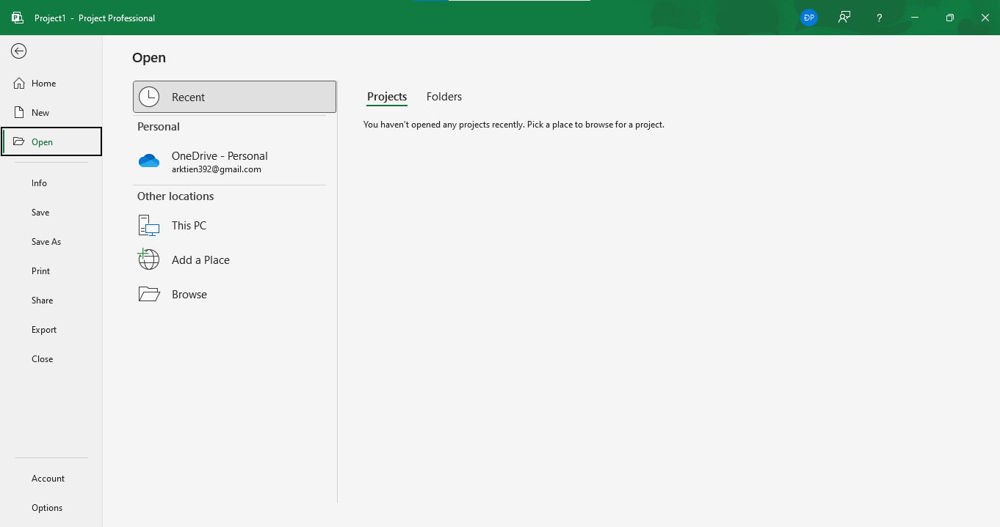 Project1 - Project Professional
ĐP
?
Home
New
Open
Info
Save
Save As
Print
Share
Export
Close
Account
Options
Open
Recent
Personal
OneDrive - Personal
arktien392@gmail.com
Other locations
This PC
Add a Place
Browse
Projects Folders
You haven't opened any projects recently. Pick a place to browse for a project.